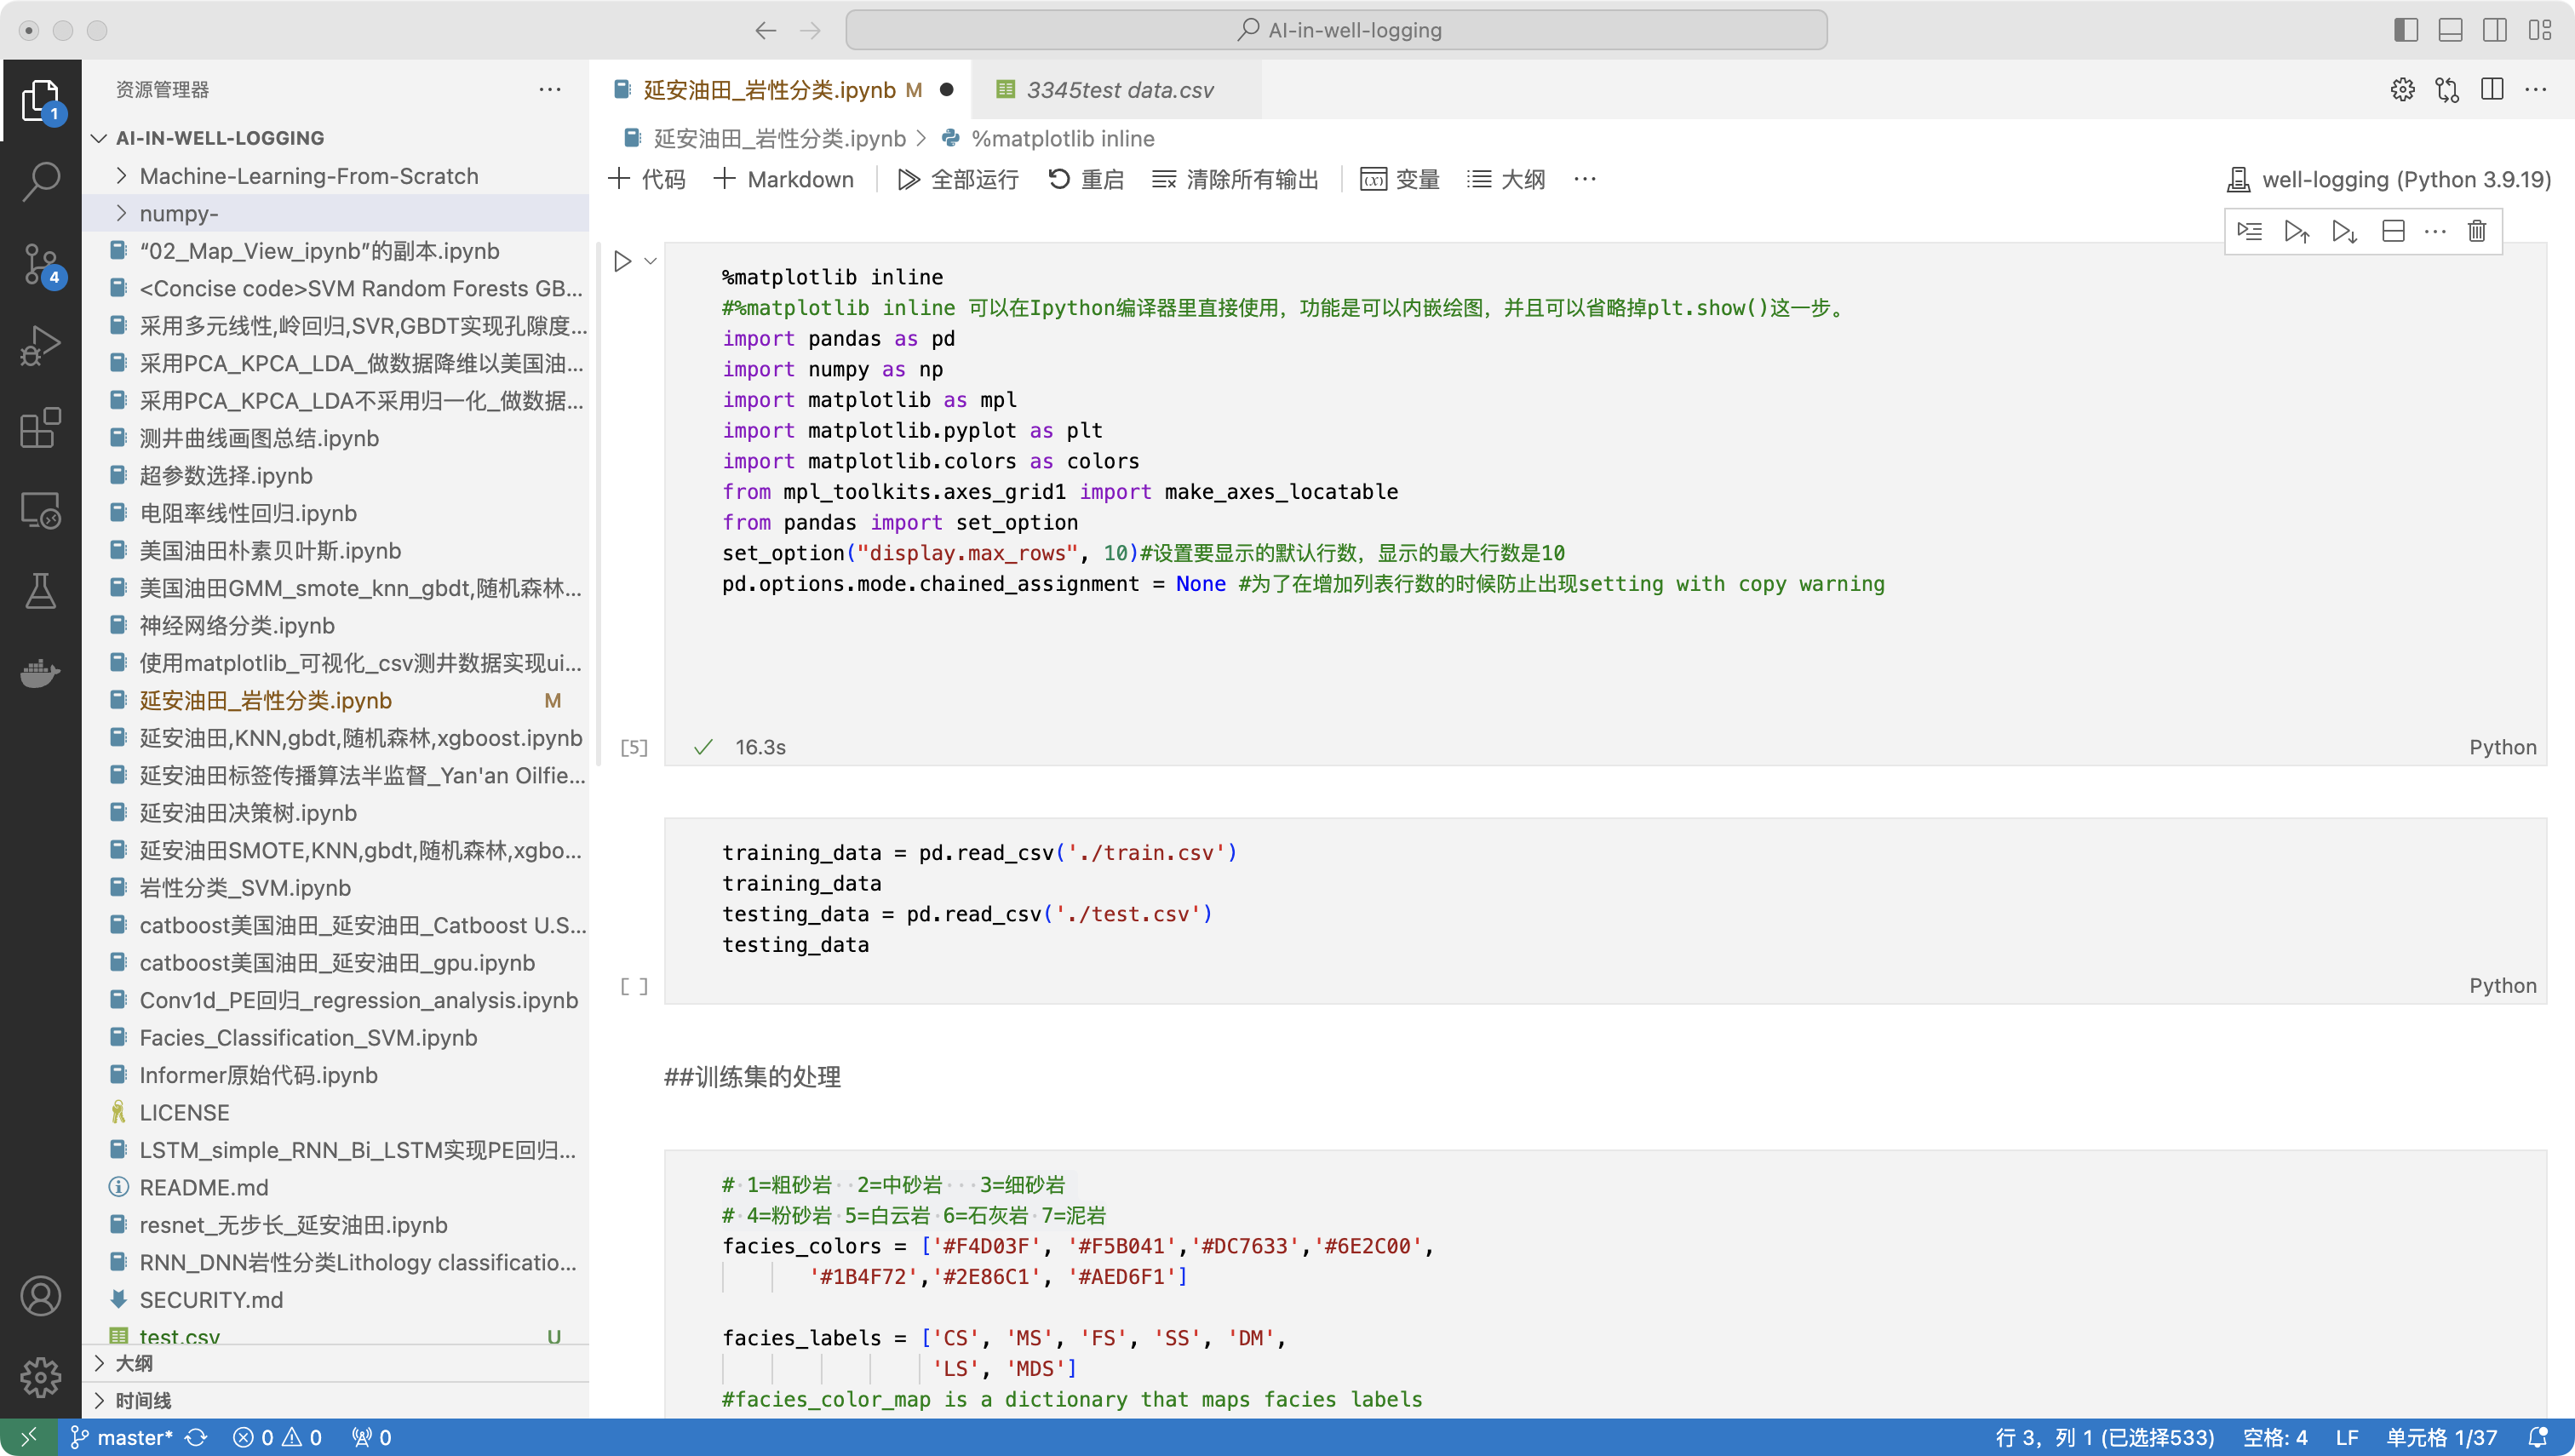 AI-in-well-logging
资源管理器
1
4
AI-IN-WELL-LOGGING
Machine-Learning-From-Scratch
numpy-
“02_Map_View_ipynb”的副本.ipynb
<Concise code>SVM Random Forests GB...
采用多元线性,岭回归,SVR,GBDT实现孔隙度...
采用PCA_KPCA_LDA_做数据降维以美国油...
采用PCA_KPCA_LDA不采用归一化_做数据...
测井曲线画图总结.ipynb
超参数选择.ipynb
电阻率线性回归.ipynb
美国油田朴素贝叶斯.ipynb
美国油田GMM_smote_knn_gbdt,随机森林...
神经网络分类.ipynb
使用matplotlib_可视化_csv测井数据实现ui...
延安油田_岩性分类.ipynb M
延安油田,KNN,gbdt,随机森林,xgboost.ipynb
延安油田标签传播算法半监督_Yan'an Oilfie...
延安油田决策树.ipynb
延安油田SMOTE,KNN,gbdt,随机森林,xgbo...
岩性分类_SVM.ipynb
catboost美国油田_延安油田_Catboost U.S...
catboost美国油田_延安油田_gpu.ipynb
Conv1d_PE回归_regression_analysis.ipynb
Facies_Classification_SVM.ipynb
Informer原始代码.ipynb
LICENSE
LSTM_simple_RNN_Bi_LSTM实现PE回归...
README.md
resnet_无步长_延安油田.ipynb
RNN_DNN岩性分类Lithology classificatio...
SECURITY.md
test.csv U
大纲
时间线
延安油田_岩性分类.ipynb M
3345test data.csv
延安油田_岩性分类.ipynb > %matplotlib inline
代码 Markdown 全部运行 重启 清除所有输出 变量 大纲 ···
well-logging (Python 3.9.19)
%matplotlib inline
#%matplotlib inline 可以在Ipython编译器里直接使用，功能是可以内嵌绘图，并且可以省略掉plt.show()这一步。
import pandas as pd
import numpy as np
import matplotlib as mpl
import matplotlib.pyplot as plt
import matplotlib.colors as colors
from mpl_toolkits.axes_grid1 import make_axes_locatable
from pandas import set_option
set_option("display.max_rows", 10)#设置要显示的默认行数，显示的最大行数是10
pd.options.mode.chained_assignment = None #为了在增加列表行数的时候防止出现setting with copy warning
[5] 16.3s Python
training_data = pd.read_csv('./train.csv')
training_data
testing_data = pd.read_csv('./test.csv')
testing_data
[ ] Python
##训练集的处理
# 1=粗砂岩  2=中砂岩   3=细砂岩
# 4=粉砂岩 5=白云岩 6=石灰岩 7=泥岩
facies_colors = ['#F4D03F', '#F5B041','#DC7633','#6E2C00',
'#1B4F72','#2E86C1', '#AED6F1']
facies_labels = ['CS', 'MS', 'FS', 'SS', 'DM',
'LS', 'MDS']
#facies_color_map is a dictionary that maps facies labels
master* 0 0 0 行 3，列 1 (已选择533) 空格: 4 LF 单元格 1/37